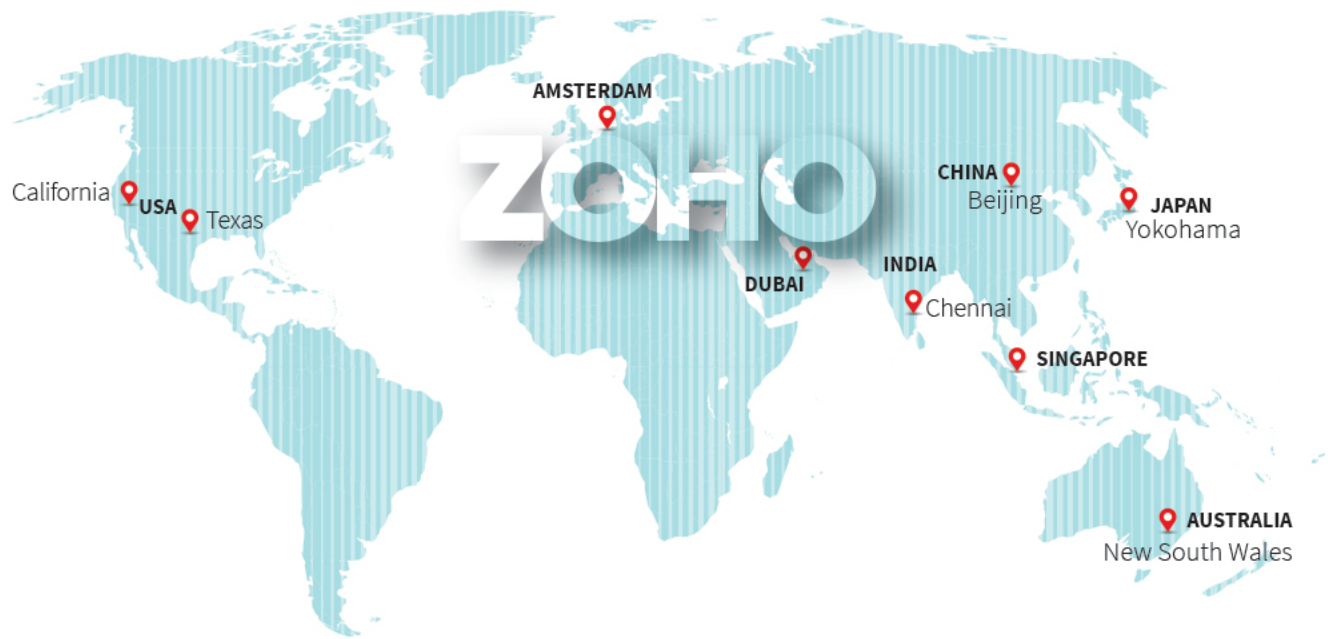 AMSTERDAM
ZOHO
California
USA
Texas
CHINA
Beijing
JAPAN
Yokohama
DUBAI
INDIA
Chennai
SINGAPORE
AUSTRALIA
New South Wales